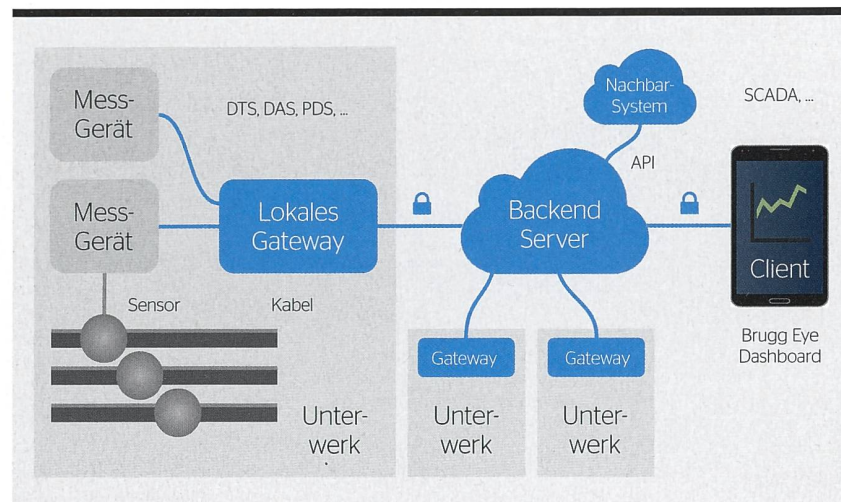 Mess-
Gerät
DTS, DAS, PDS, ...
Mess-
Gerät
Lokales
Gateway
Sensor
Kabel
Unter-
werk
Nachbar-
System
SCADA, ...
API
Backend
Server
Client
Brugg Eye
Dashboard
Gateway
Gateway
Unter-
werk
Unter-
werk